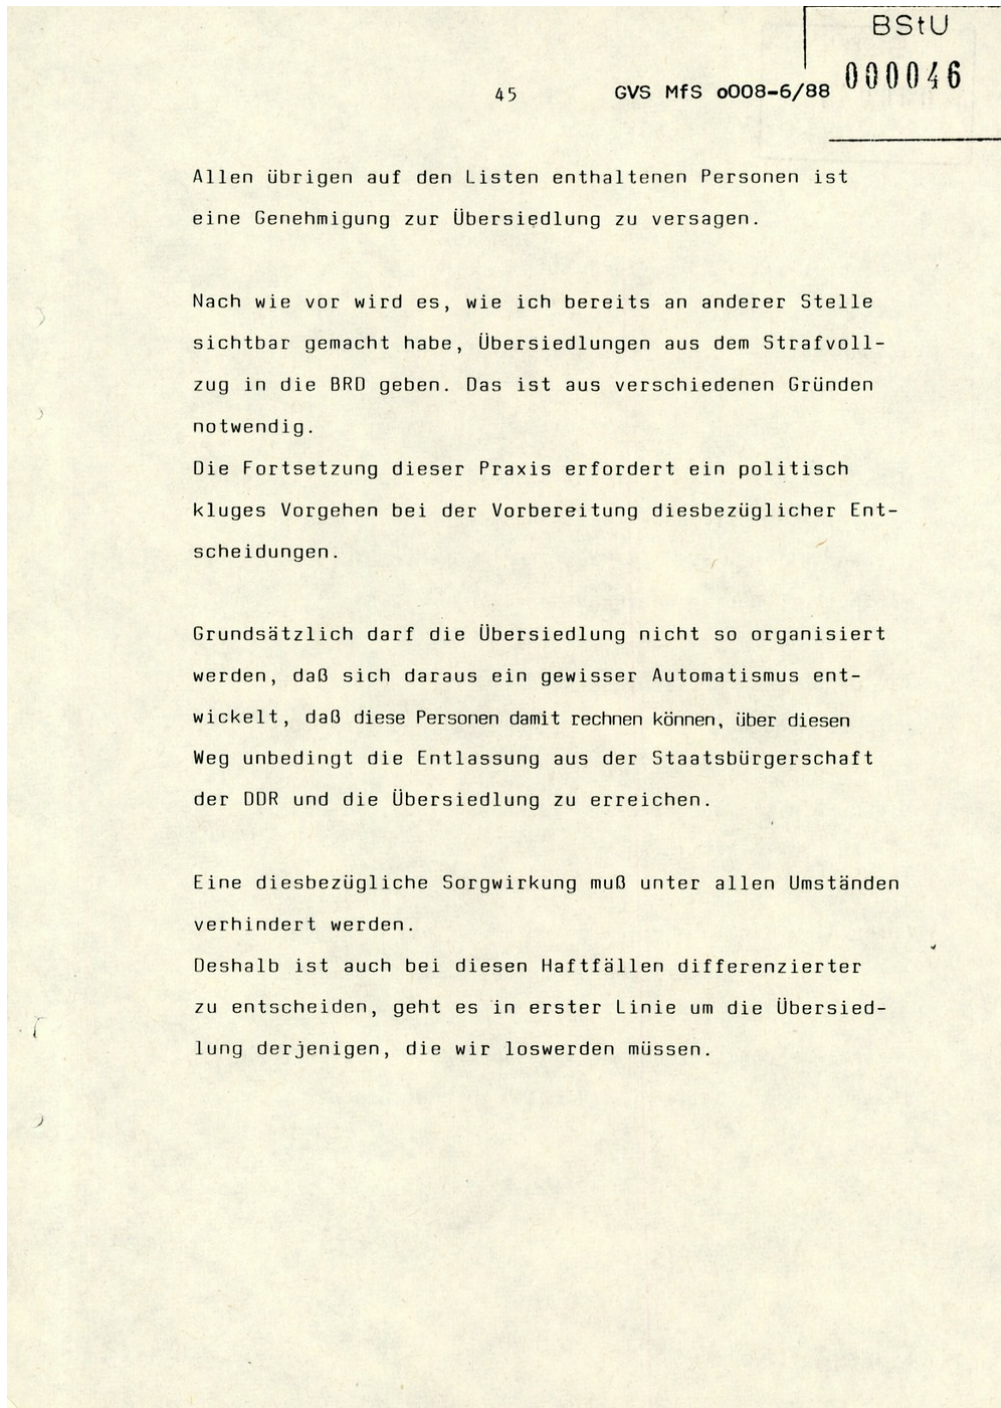 BStU
000046
45 GVS MfS o008-6/88
Allen übrigen auf den Listen enthaltenen Personen ist
eine Genehmigung zur Übersiedlung zu versagen.
Nach wie vor wird es, wie ich bereits an anderer Stelle
sichtbar gemacht habe, Übersiedlungen aus dem Strafvoll-
zug in die BRD geben. Das ist aus verschiedenen Gründen
notwendig.
Die Fortsetzung dieser Praxis erfordert ein politisch
kluges Vorgehen bei der Vorbereitung diesbezüglicher Ent-
scheidungen.
Grundsätzlich darf die Übersiedlung nicht so organisiert
werden, daß sich daraus ein gewisser Automatismus ent-
wickelt, daß diese Personen damit rechnen können, über diesen
Weg unbedingt die Entlassung aus der Staatsbürgerschaft
der DDR und die Übersiedlung zu erreichen.
Eine diesbezügliche Sorgwirkung muß unter allen Umständen
verhindert werden.
Deshalb ist auch bei diesen Haftfällen differenzierter
zu entscheiden, geht es in erster Linie um die Übersied-
lung derjenigen, die wir loswerden müssen.